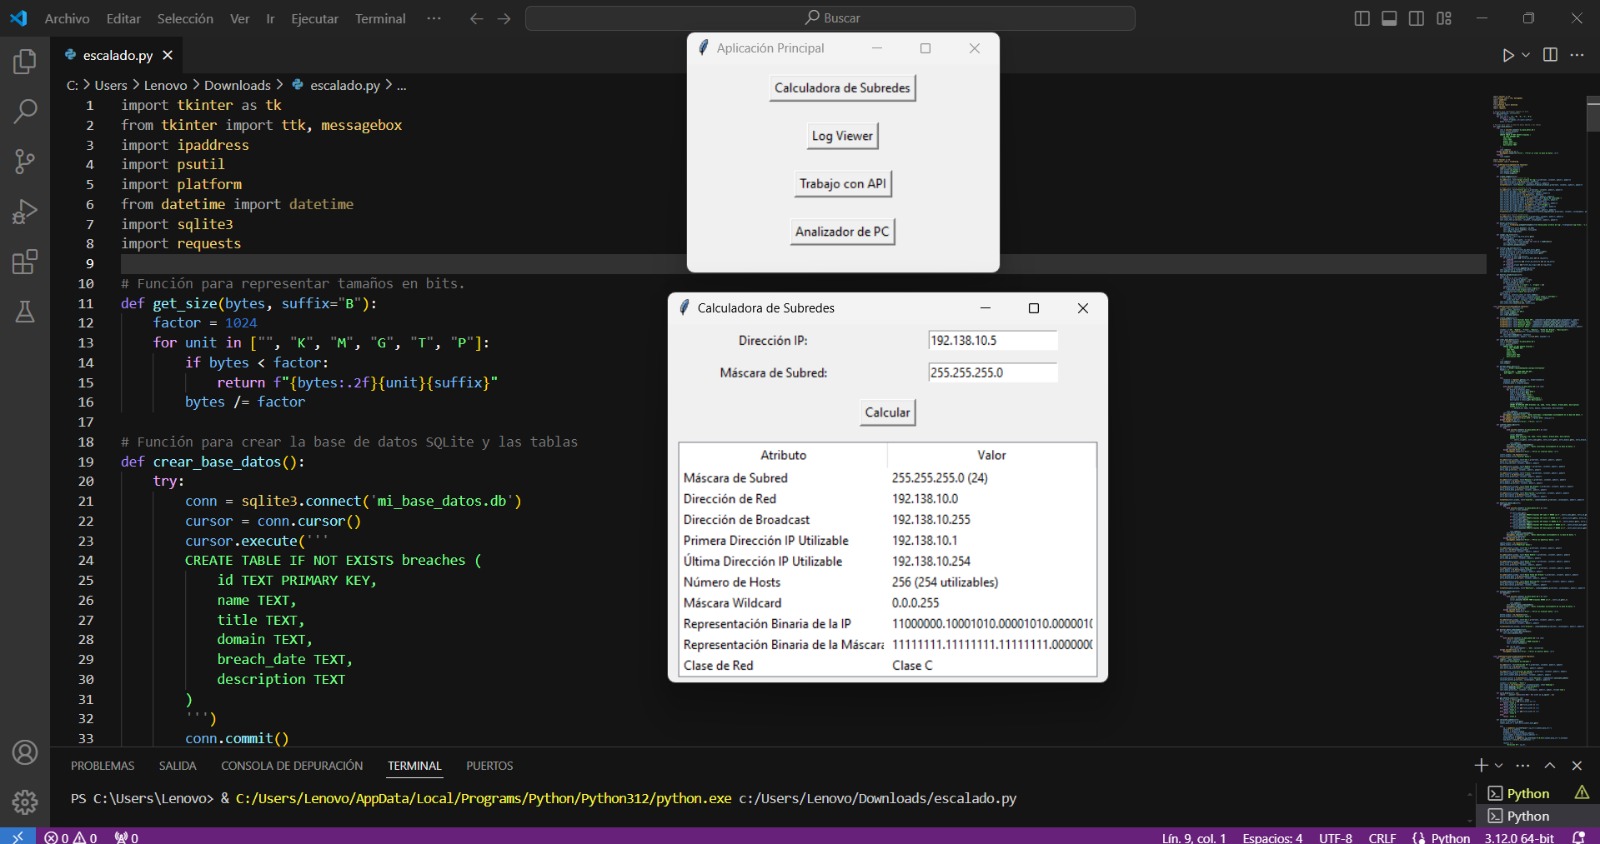 Archivo Editar Selección Ver Ir Ejecutar Terminal ··· Buscar
escalado.py
C: > Users > Lenovo > Downloads > escalado.py > ...
1 import tkinter as tk
2 from tkinter import ttk, messagebox
3 import ipaddress
4 import psutil
5 import platform
6 from datetime import datetime
7 import sqlite3
8 import requests
9
10 # Función para representar tamaños en bits.
11 def get_size(bytes, suffix="B"):
12 factor = 1024
13 for unit in ["", "K", "M", "G", "T", "P"]:
14 if bytes < factor:
15 return f"{bytes:.2f}{unit}{suffix}"
16 bytes /= factor
17
18 # Función para crear la base de datos SQLite y las tablas
19 def crear_base_datos():
20 try:
21 conn = sqlite3.connect('mi_base_datos.db')
22 cursor = conn.cursor()
23 cursor.execute('''
24 CREATE TABLE IF NOT EXISTS breaches (
25 id TEXT PRIMARY KEY,
26 name TEXT,
27 title TEXT,
28 domain TEXT,
29 breach_date TEXT,
30 description TEXT
31 )
32 ''')
33 conn.commit()
Aplicación Principal
Calculadora de Subredes
Log Viewer
Trabajo con API
Analizador de PC
Calculadora de Subredes
Dirección IP: 192.138.10.5
Máscara de Subred: 255.255.255.0
Calcular
Atributo Valor
Máscara de Subred 255.255.255.0 (24)
Dirección de Red 192.138.10.0
Dirección de Broadcast 192.138.10.255
Primera Dirección IP Utilizable 192.138.10.1
Última Dirección IP Utilizable 192.138.10.254
Número de Hosts 256 (254 utilizables)
Máscara Wildcard 0.0.0.255
Representación Binaria de la IP 11000000.10001010.00001010.0000010
Representación Binaria de la Máscara 11111111.11111111.11111111.0000000
Clase de Red Clase C
PROBLEMAS SALIDA CONSOLA DE DEPURACIÓN TERMINAL PUERTOS
PS C:\Users\Lenovo> & C:/Users/Lenovo/AppData/Local/Programs/Python/Python312/python.exe c:/Users/Lenovo/Downloads/escalado.py
Python
Python
0 0 0 Lín. 9, col. 1 Espacios: 4 UTF-8 CRLF Python 3.12.0 64-bit